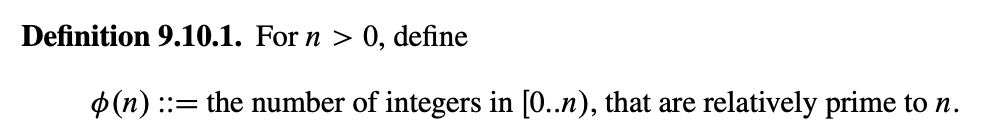 Definition 9.10.1. For n > 0, define
ϕ(n) ::= the number of integers in [0..n), that are relatively prime to n.